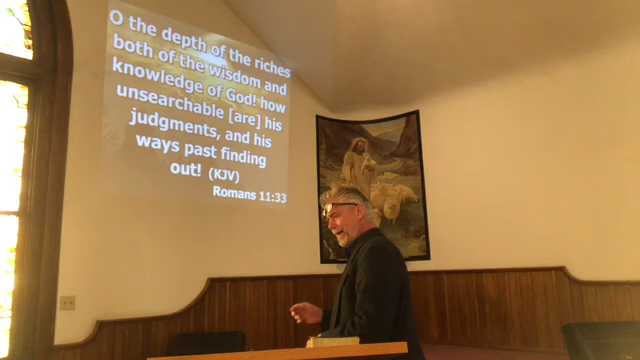 O the depth of the riches
both of the wisdom and
knowledge of God! how
unsearchable [are] his
judgments, and his
ways past finding
out! (KJV)
Romans 11:33